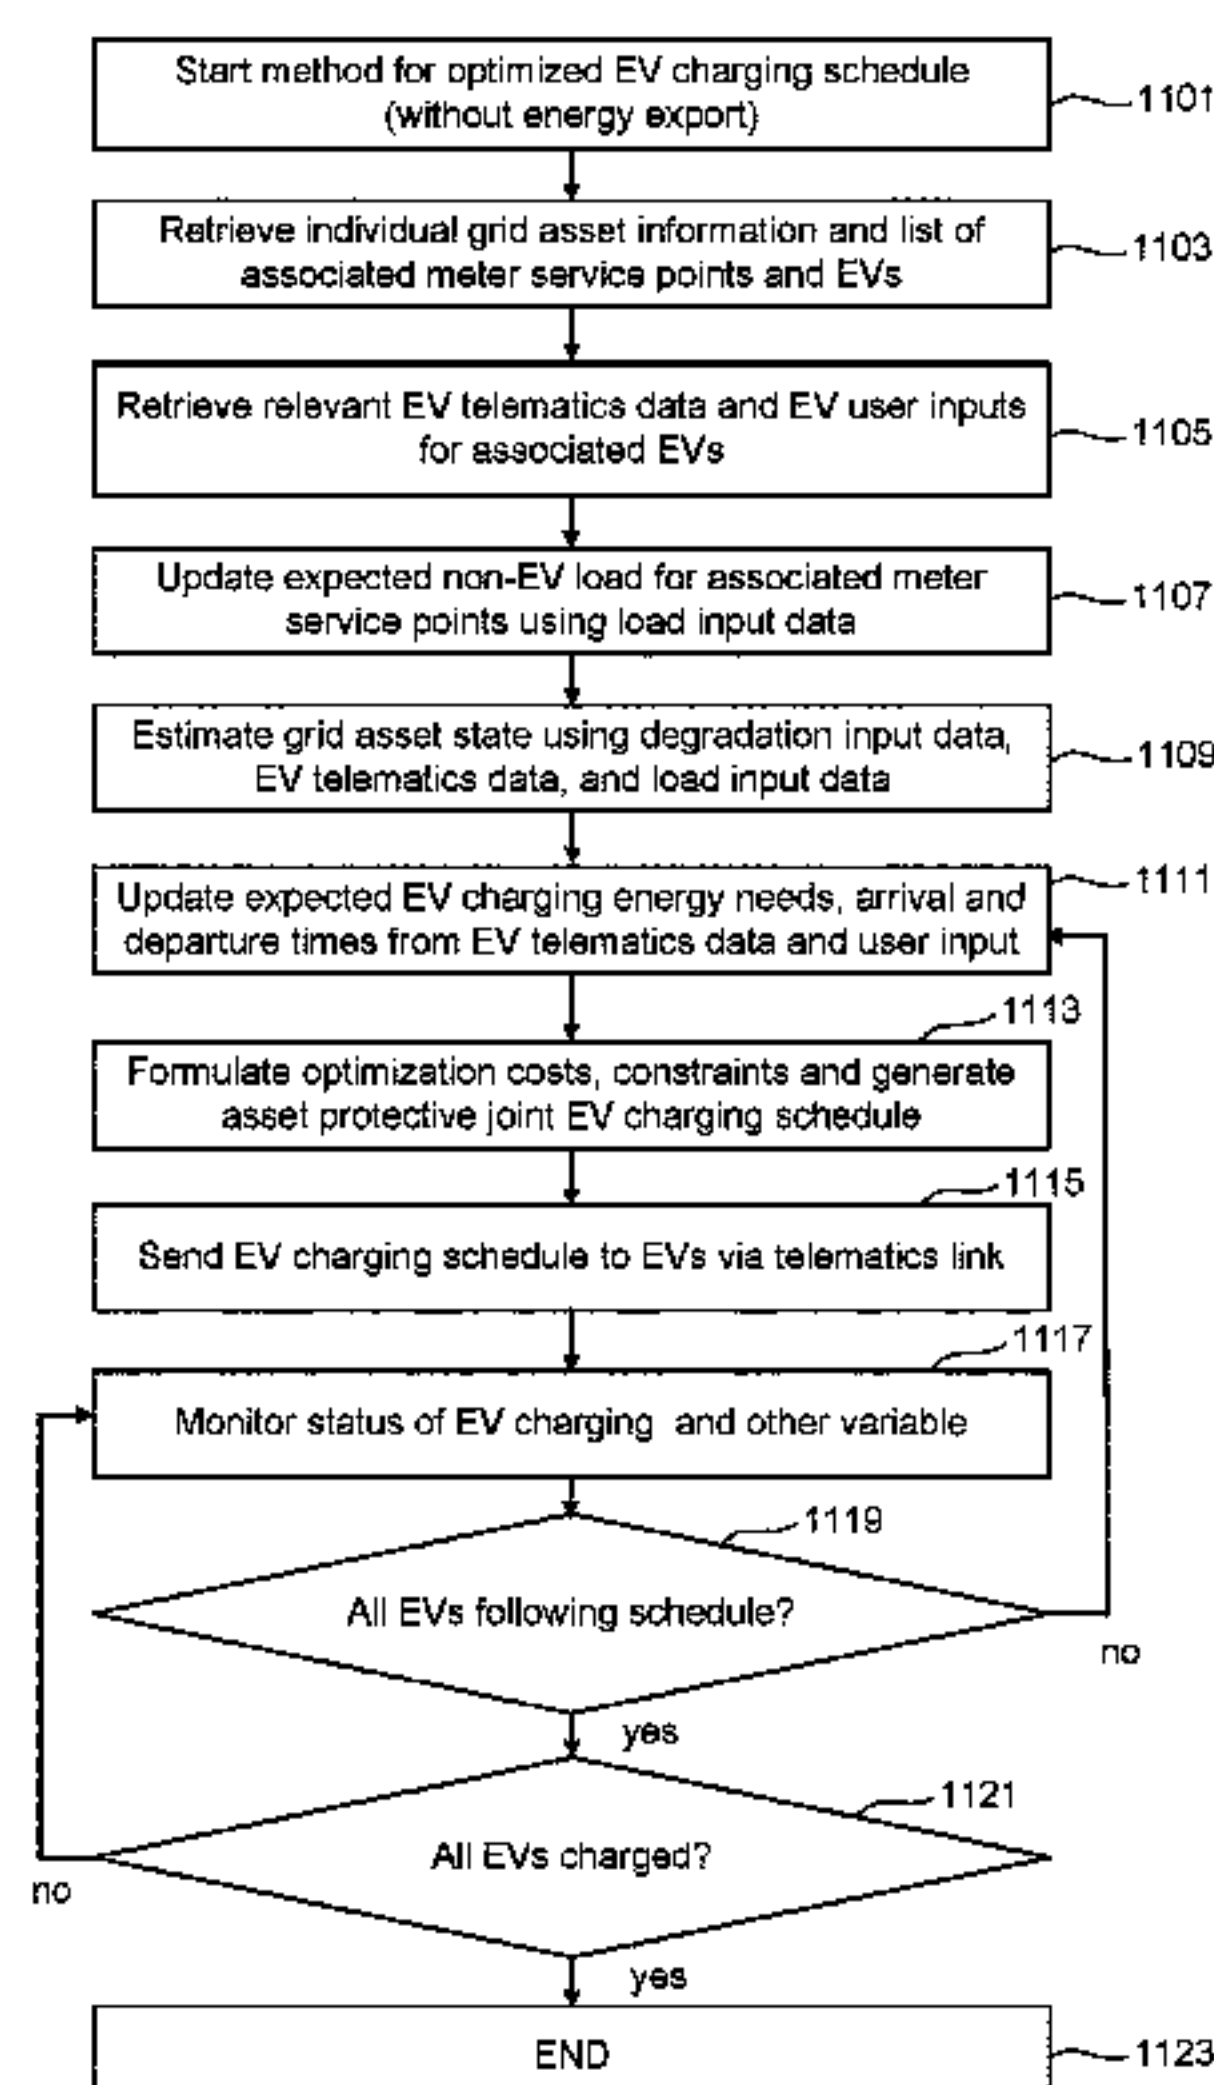 Start method for optimized EV charging schedule
(without energy export)
1101
Retrieve individual grid asset information and list of
associated meter service points and EVs
1103
Retrieve relevant EV telematics data and EV user inputs
for associated EVs
1105
Update expected non-EV load for associated meter
service points using load input data
1107
Estimate grid asset state using degradation input data,
EV telematics data, and load input data
1109
Update expected EV charging energy needs, arrival and
departure times from EV telematics data and user input
1111
1113
Formulate optimization costs, constraints and generate
asset protective joint EV charging schedule
1115
Send EV charging schedule to EVs via telematics link
1117
Monitor status of EV charging and other variable
1119
All EVs following schedule?
no
yes
1121
All EVs charged?
no
yes
END
1123